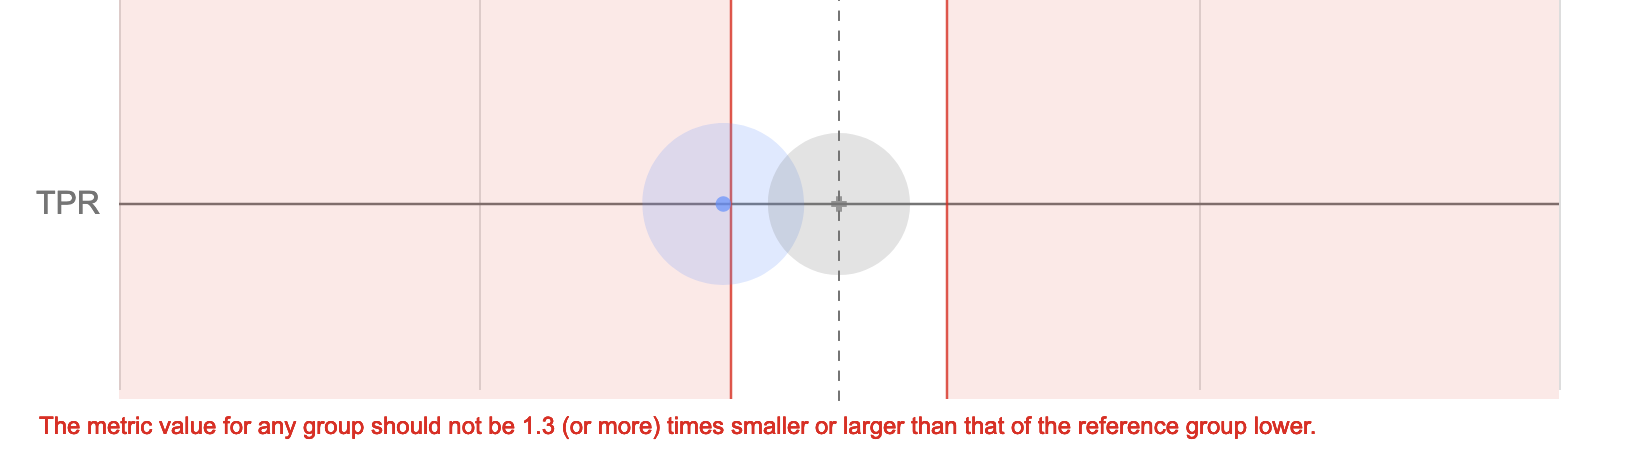 TPR
The metric value for any group should not be 1.3 (or more) times smaller or larger than that of the reference group lower.